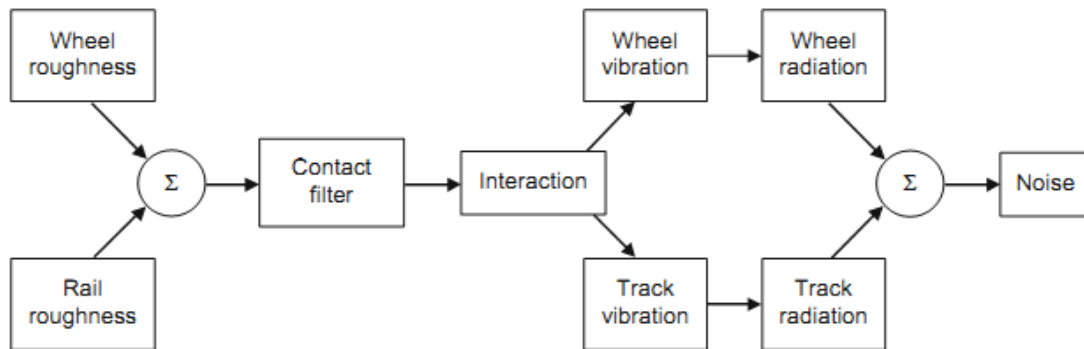 Wheel
roughness
Wheel
vibration
Wheel
radiation
Σ
Contact
filter
Interaction
Σ
Noise
Rail
roughness
Track
vibration
Track
radiation